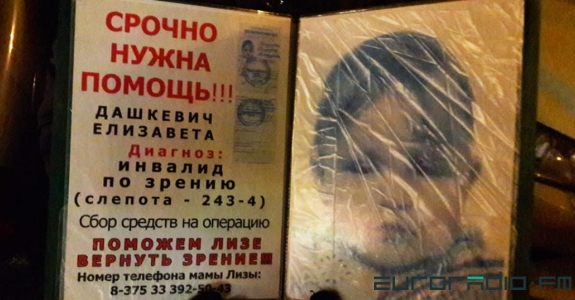 СРОЧНО
НУЖНА
ПОМОЩЬ!!!
ДАШКЕВИЧ
ЕЛИЗАВЕТА
Диагноз:
инвалид
по зрению
(слепота - 243-4)
Сбор средств на операцию
ПОМОЖЕМ ЛИЗЕ
ВЕРНУТЬ ЗРЕНИЕ!!!
Номер телефона мамы Лизы:
8-375 33 392-50-43
euroradio.fm